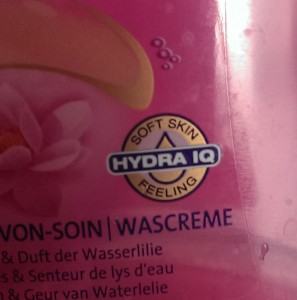 SOFT SKIN
HYDRA IQ
FEELING
VON-SOIN | WASCREME
& Duft der Wasserlilie
s & Senteur de lys d'eau
& Geur van Waterlelie